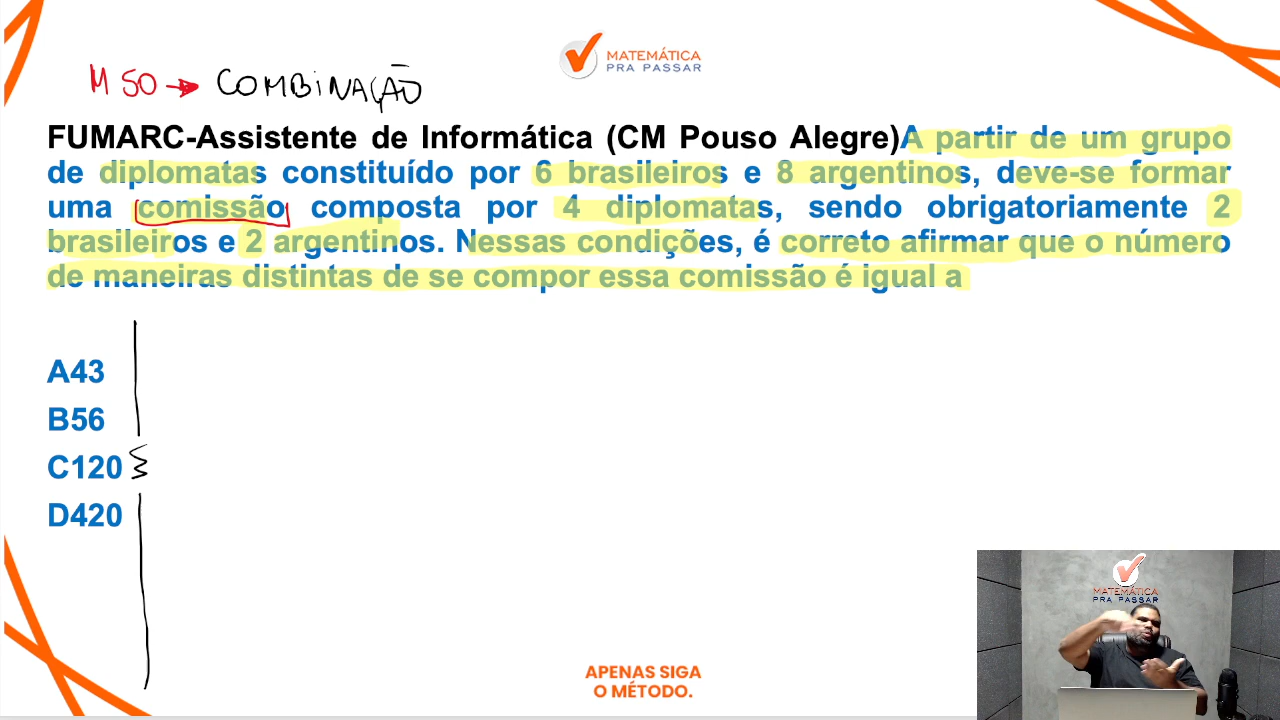 MATEMÁTICA
PRA PASSAR
M50 → COMBINAÇÃO
FUMARC-Assistente de Informática (CM Pouso Alegre)A partir de um grupo
de diplomatas constituído por 6 brasileiros e 8 argentinos, deve-se formar
uma comissão composta por 4 diplomatas, sendo obrigatoriamente 2
brasileiros e 2 argentinos. Nessas condições, é correto afirmar que o número
de maneiras distintas de se compor essa comissão é igual a
A43
B56
C120
D420
MATEMÁTICA
PRA PASSAR
APENAS SIGA
O MÉTODO.